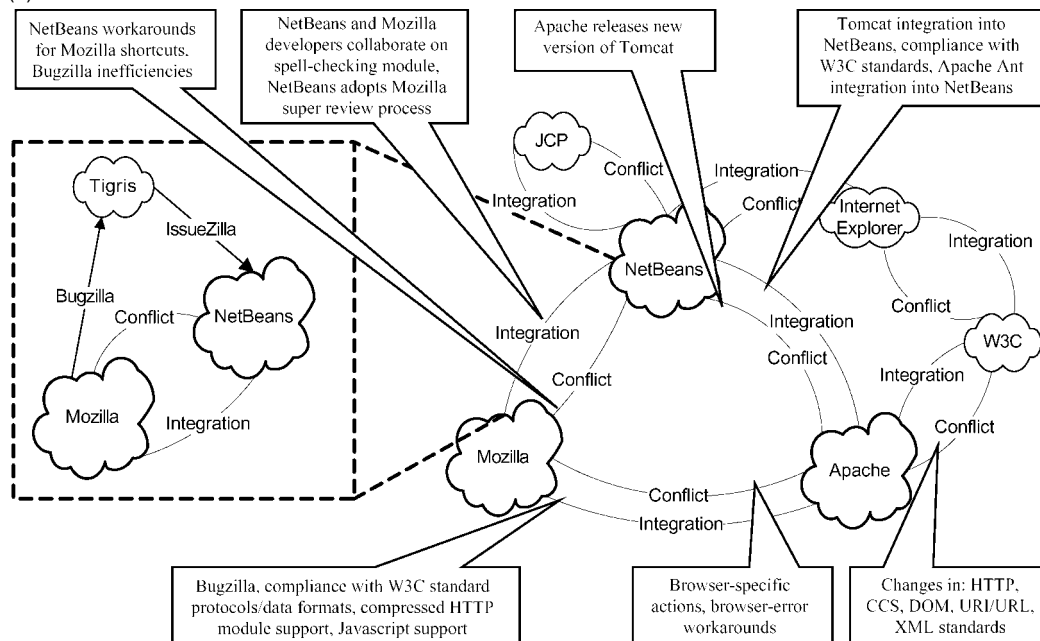 NetBeans workarounds
for Mozilla shortcuts,
Bugzilla inefficiencies
NetBeans and Mozilla
developers collaborate on
spell-checking module,
NetBeans adopts Mozilla
super review process
Apache releases new
version of Tomcat
Tomcat integration into
NetBeans, compliance with
W3C standards, Apache Ant
integration into NetBeans
Tigris
IssueZilla
Bugzilla
NetBeans
Conflict
Mozilla
Integration
JCP
Conflict
Integration
Integration
Conflict
Internet
Explorer
Integration
Conflict
NetBeans
W3C
Integration
Conflict
Integration
Conflict
Integration
Conflict
Mozilla
Apache
Conflict
Integration
Bugzilla, compliance with W3C standard
protocols/data formats, compressed HTTP
module support, Javascript support
Browser-specific
actions, browser-error
workarounds
Changes in: HTTP,
CCS, DOM, URI/URL,
XML standards